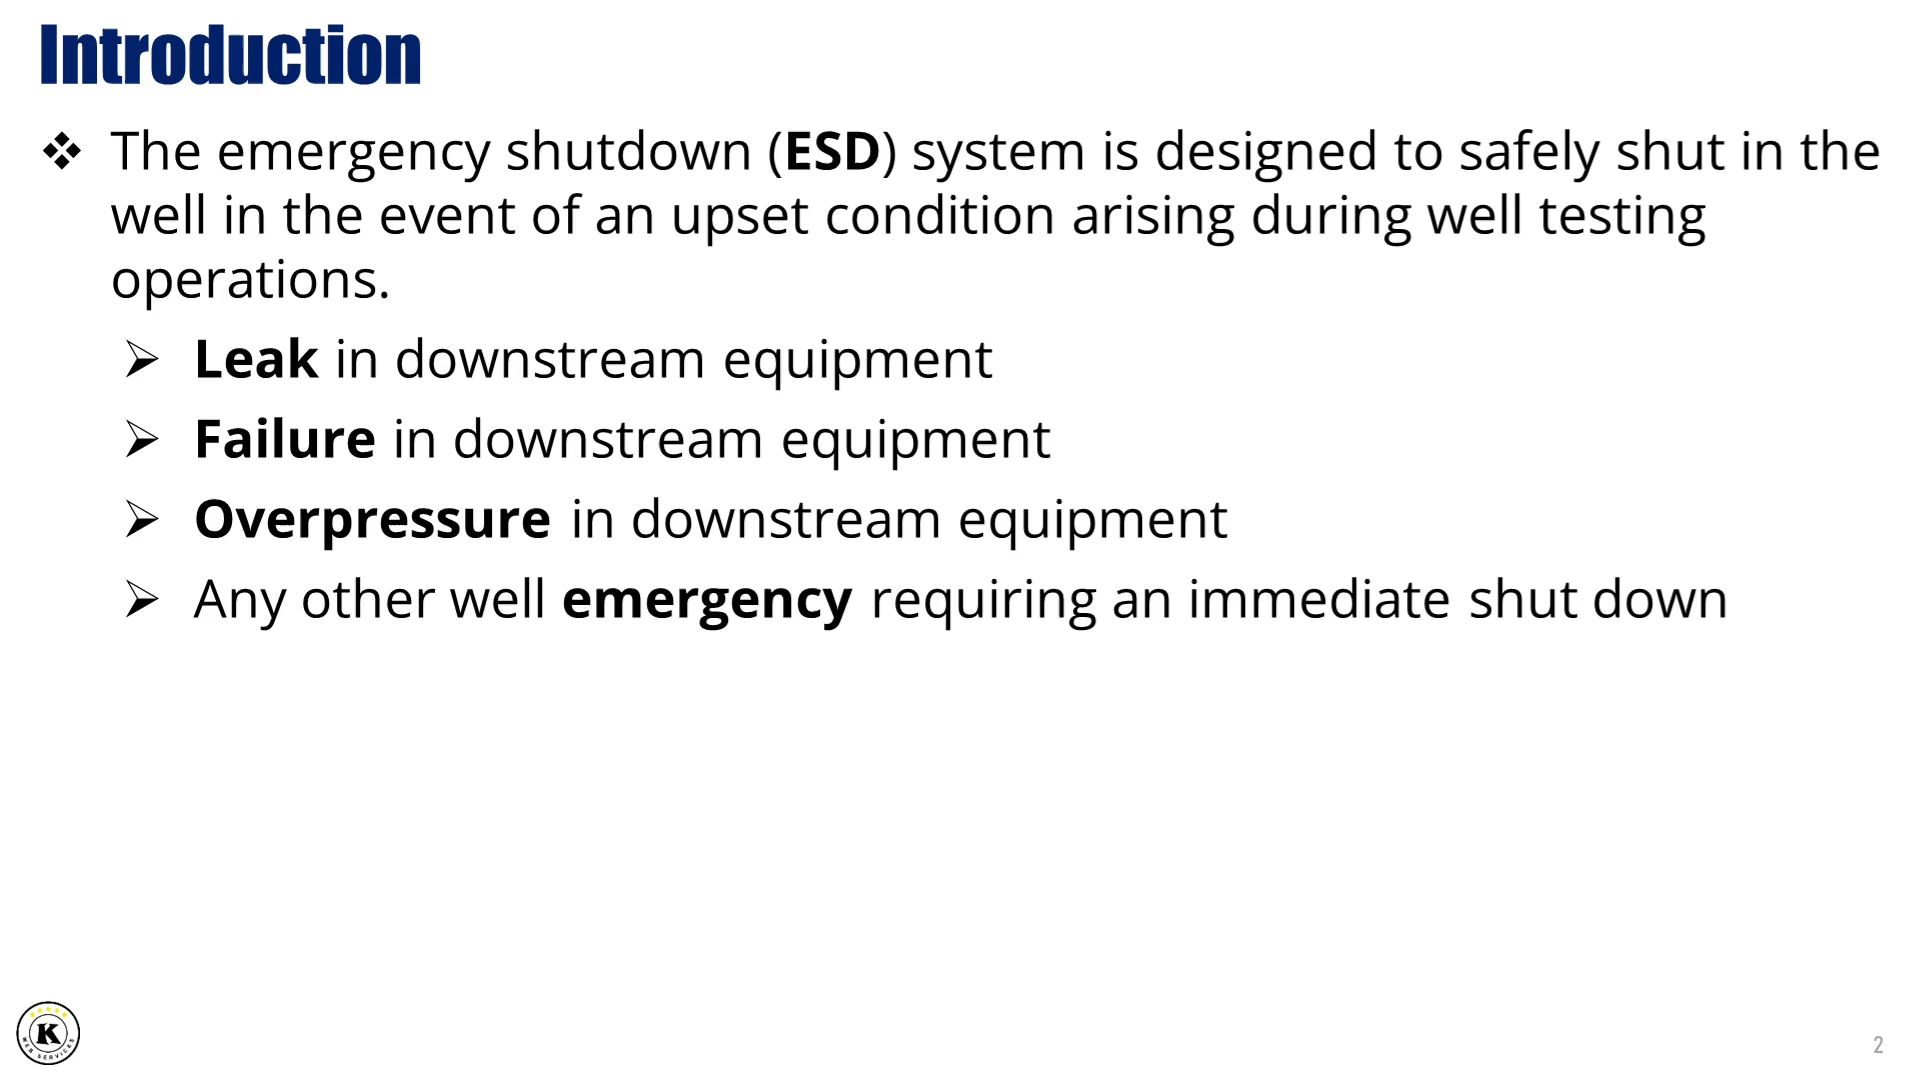 Introduction
❖ The emergency shutdown (ESD) system is designed to safely shut in the
well in the event of an upset condition arising during well testing
operations.
➢ Leak in downstream equipment
➢ Failure in downstream equipment
➢ Overpressure in downstream equipment
➢ Any other well emergency requiring an immediate shut down
K
WEB SERVICES
2